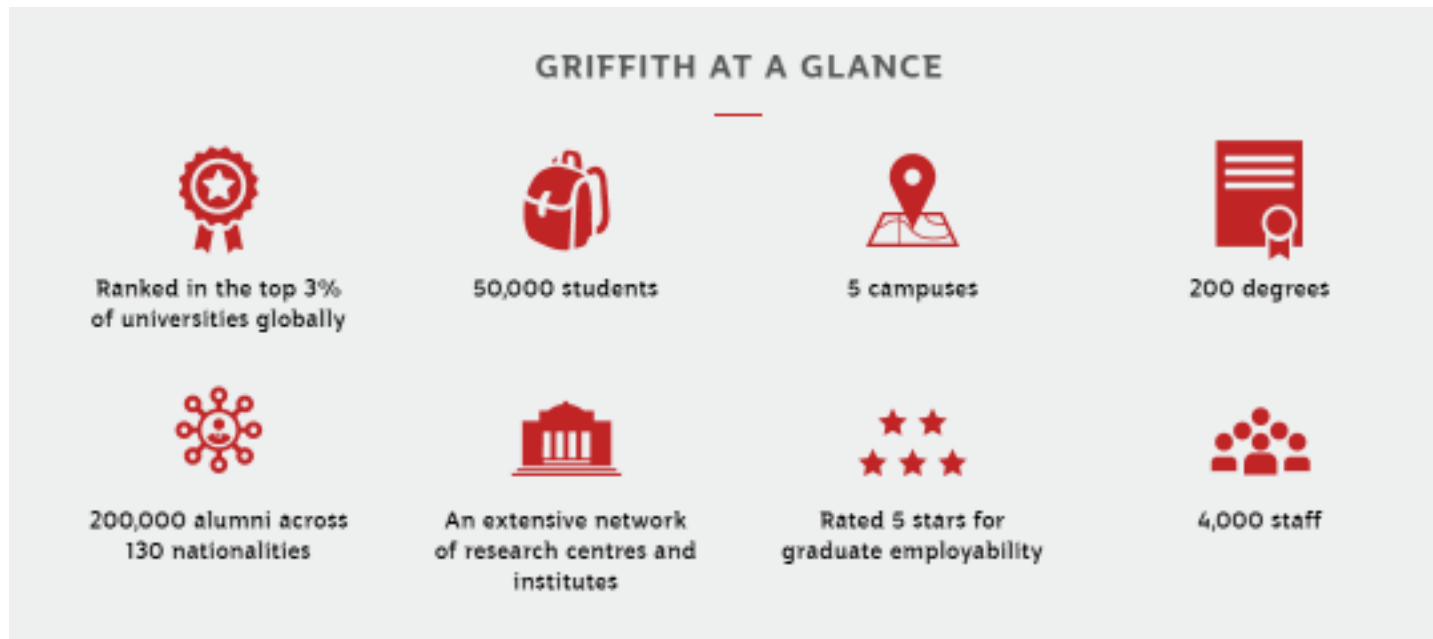 GRIFFITH AT A GLANCE
Ranked in the top 3%
of universities globally
50,000 students
5 campuses
200 degrees
200,000 alumni across
130 nationalities
An extensive network
of research centres and
institutes
Rated 5 stars for
graduate employability
4,000 staff